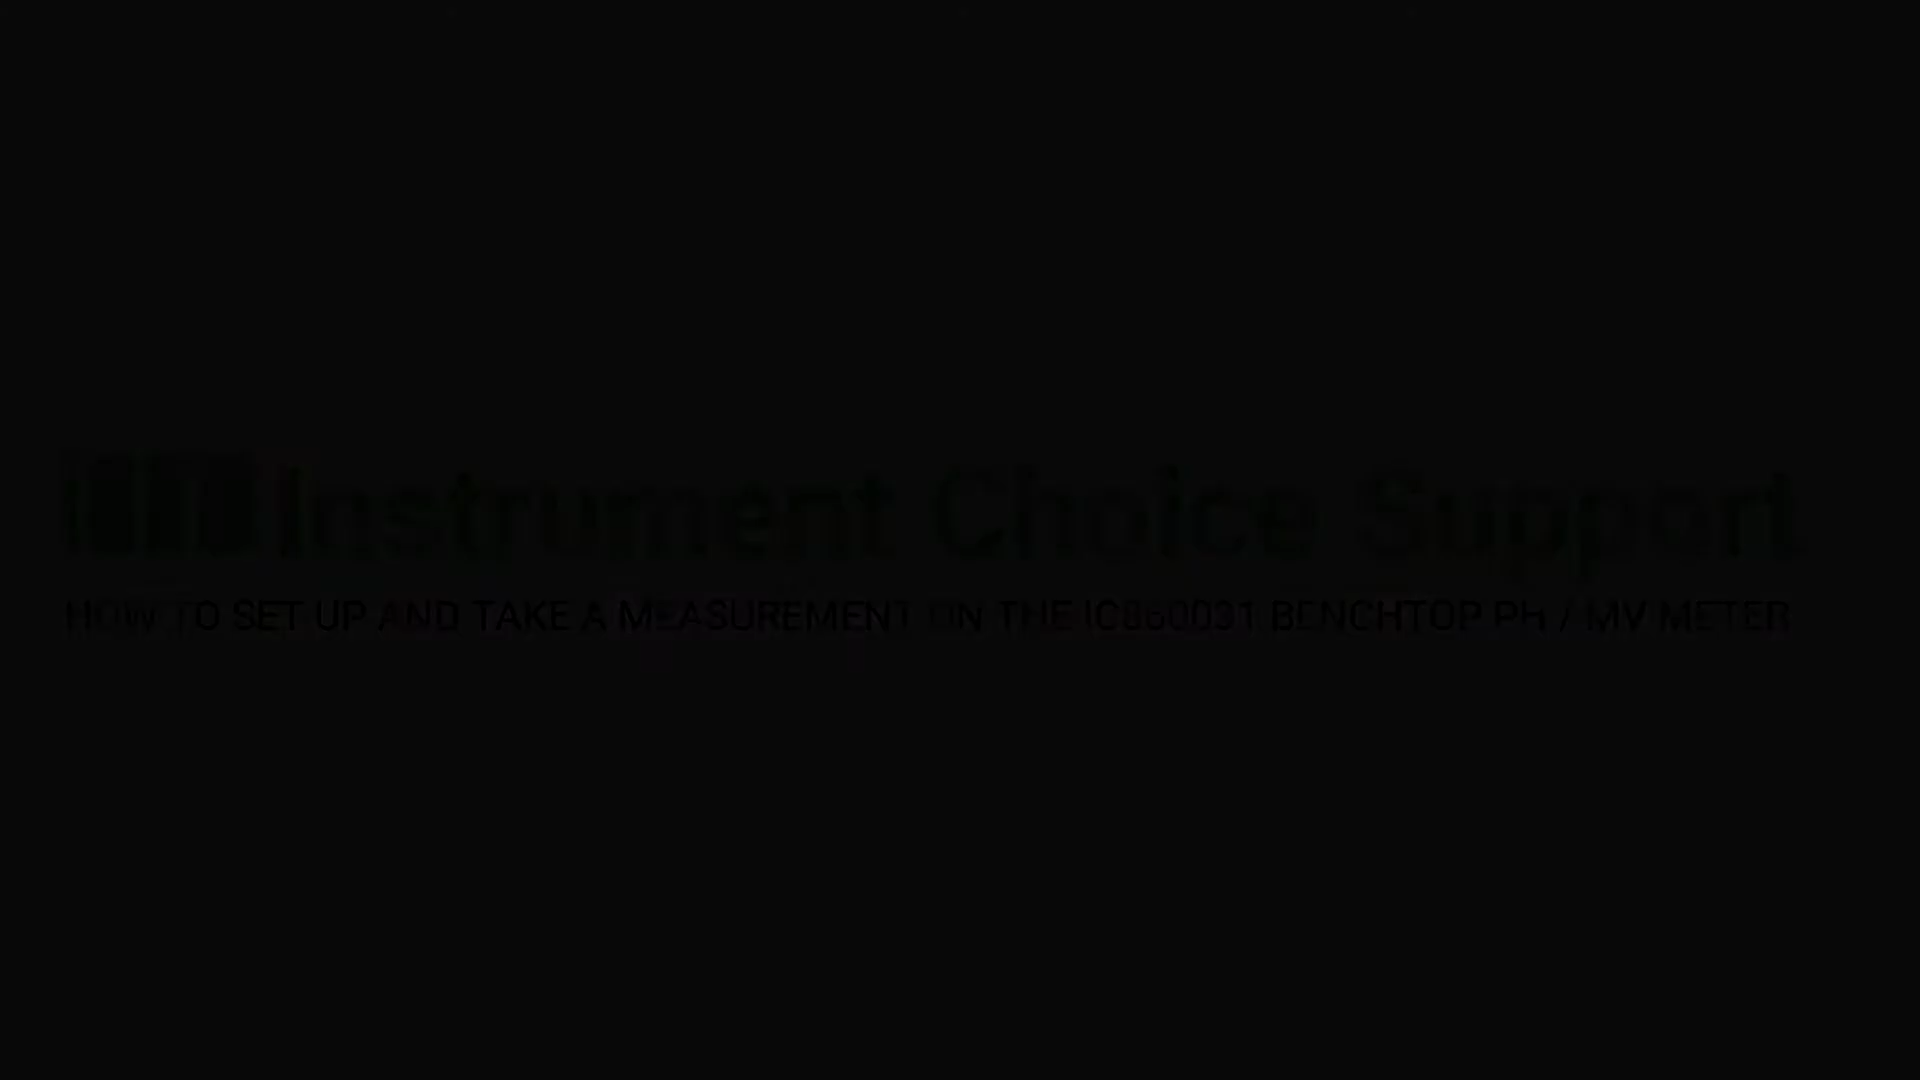 Instrument Choice Support
HOW TO SET UP AND TAKE A MEASUREMENT ON THE IC860031 BENCHTOP PH / MV METER